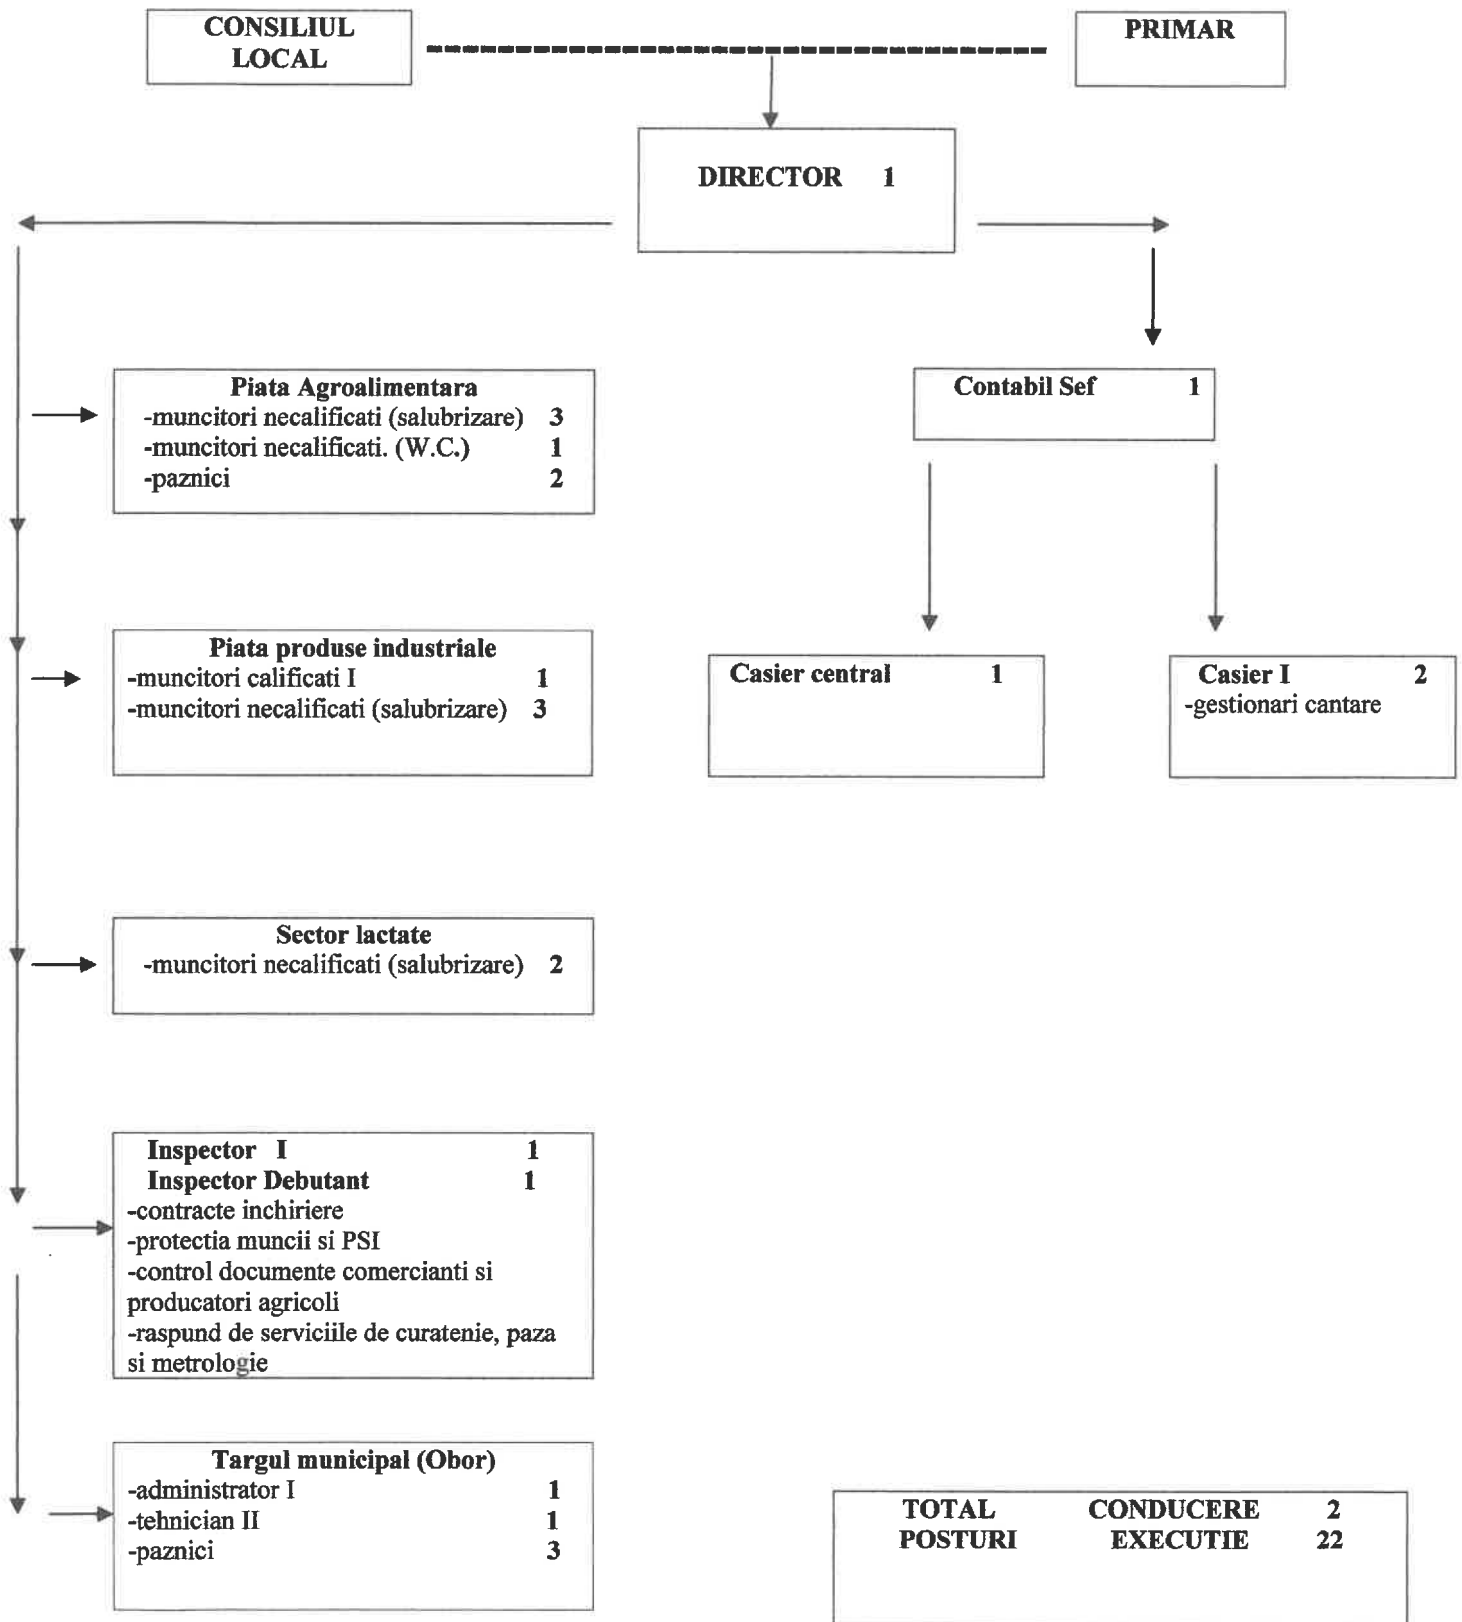 CONSILIUL
LOCAL
PRIMAR
DIRECTOR 1
Piata Agroalimentara
-muncitori necalificati (salubrizare) 3
-muncitori necalificati. (W.C.) 1
-paznici 2
Contabil Sef 1
Piata produse industriale
-muncitori calificati I 1
-muncitori necalificati (salubrizare) 3
Casier central 1
Casier I 2
-gestionari cantare
Sector lactate
-muncitori necalificati (salubrizare) 2
Inspector I 1
Inspector Debutant 1
-contracte inchiriere
-protectia muncii si PSI
-control documente comercianti si
producatori agricoli
-raspund de serviciile de curatenie, paza
si metrologie
Targul municipal (Obor)
-administrator I 1
-tehnician II 1
-paznici 3
TOTAL CONDUCERE 2
POSTURI EXECUTIE 22